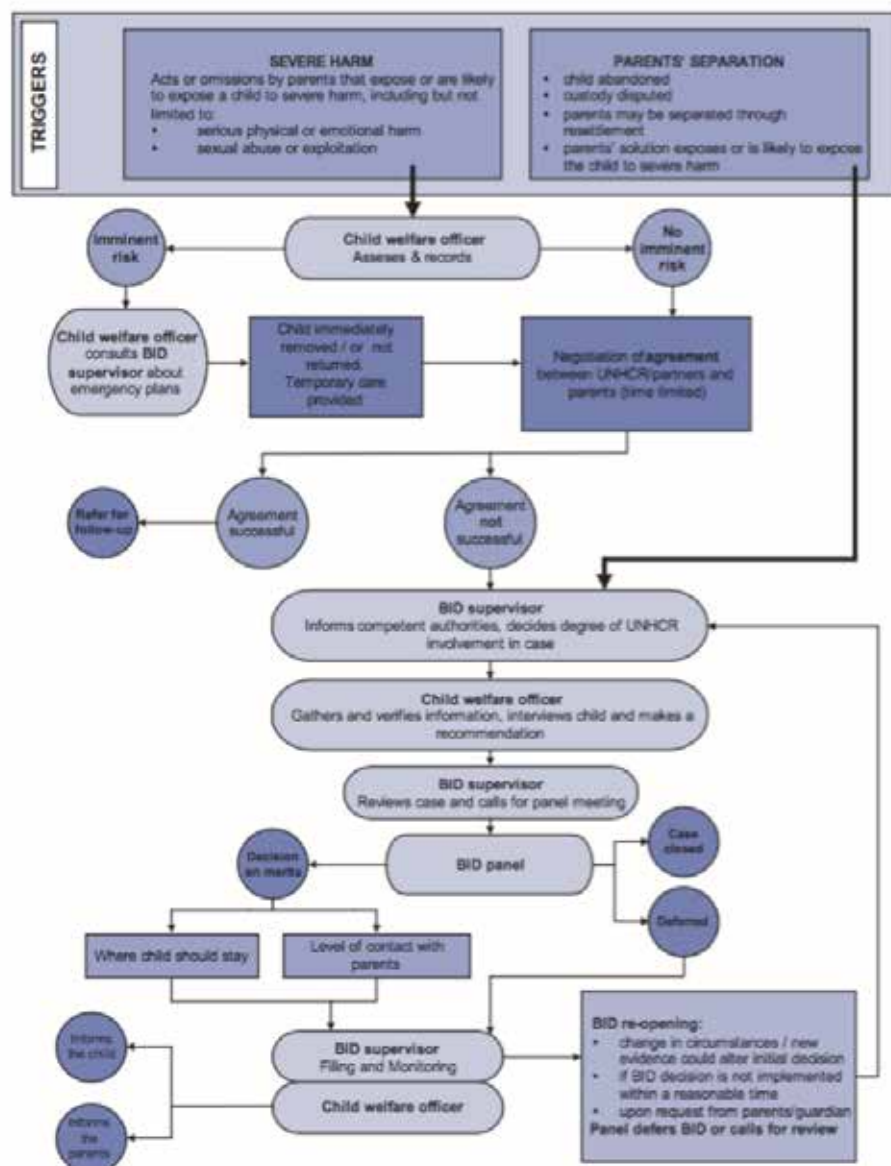 TRIGGERS
SEVERE HARM
Acts or omissions by parents that expose or are likely
to expose a child to severe harm, including but not
limited to:
• serious physical or emotional harm
• sexual abuse or exploitation
PARENTS' SEPARATION
• child abandoned
• custody disputed
• parents may be separated through
resettlement
• parents' solution exposes or is likely to expose
the child to severe harm
Imminent
risk
Child welfare officer
Asseses & records
No
imminent
risk
Child welfare officer
consults BID
supervisor about
emergency plans
Child immediately
removed / or not
returned.
Temporary care
provided
Negotiation of agreement
between UNHCR/partners and
parents (time limited)
Refer for
follow-up
Agreement
successful
Agreement
not
successful
BID supervisor
Informs competent authorities, decides degree of UNHCR
involvement in case
Child welfare officer
Gathers and verifies information, interviews child and makes a
recommendation
BID supervisor
Reviews case and calls for panel meeting
Decision
on merits
BID panel
Case
closed
Deferred
Where child should stay
Level of contact with
parents
Informs
the child
BID supervisor
Filing and Monitoring
Child welfare officer
Informs
the
parents
BID re-opening:
• change in circumstances / new
evidence could alter initial decision
• if BID decision is not implemented
within a reasonable time
• upon request from parents/guardian
Panel defers BID or calls for review